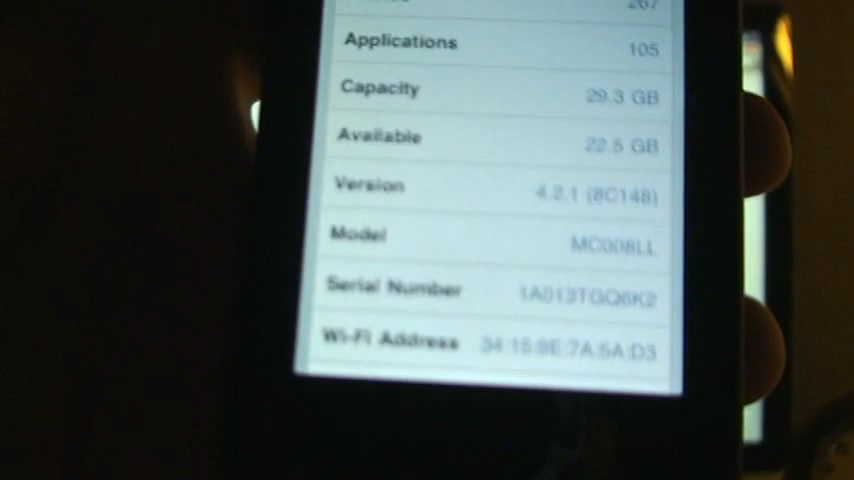 267
Applications 105
Capacity 29.3 GB
Available 22.5 GB
Version 4.2.1 (8C148)
Model MC008LL
Serial Number 1A013TGQ6K2
Wi-Fi Address 34:15:9E:7A:5A:D3